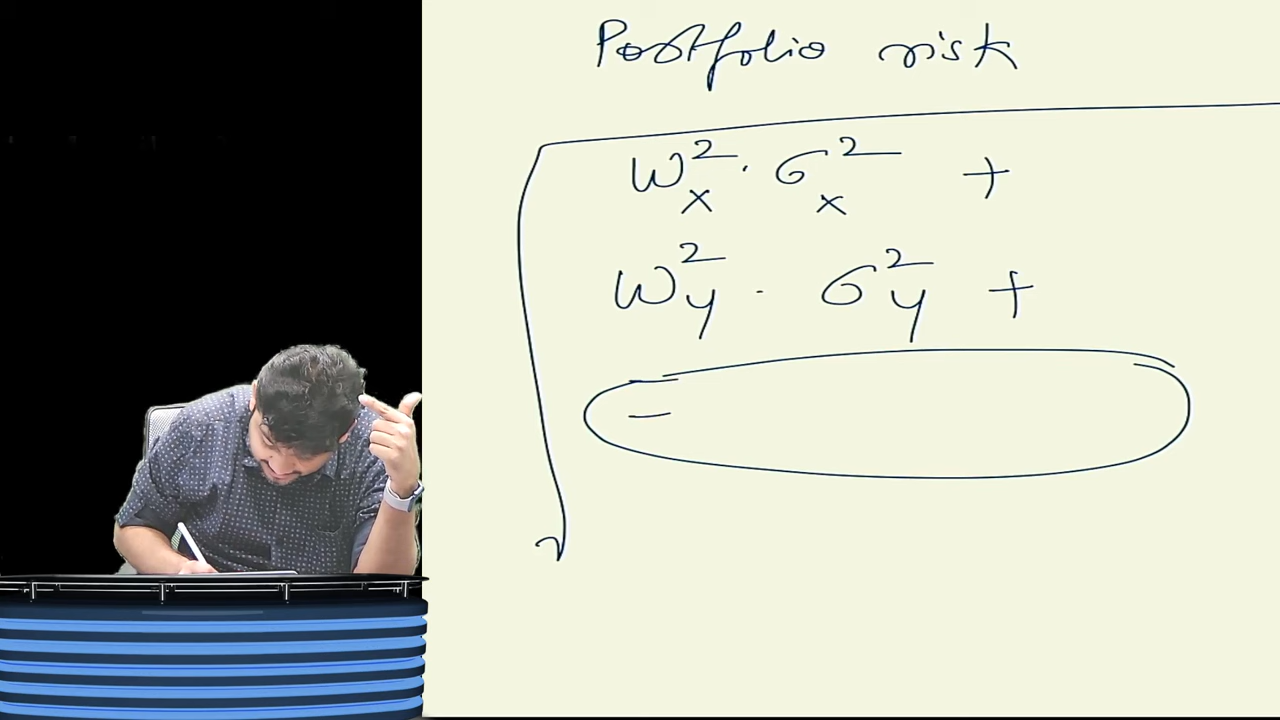 Portfolio risk
w²ₓ · σ²ₓ +
w²y · σ²y +